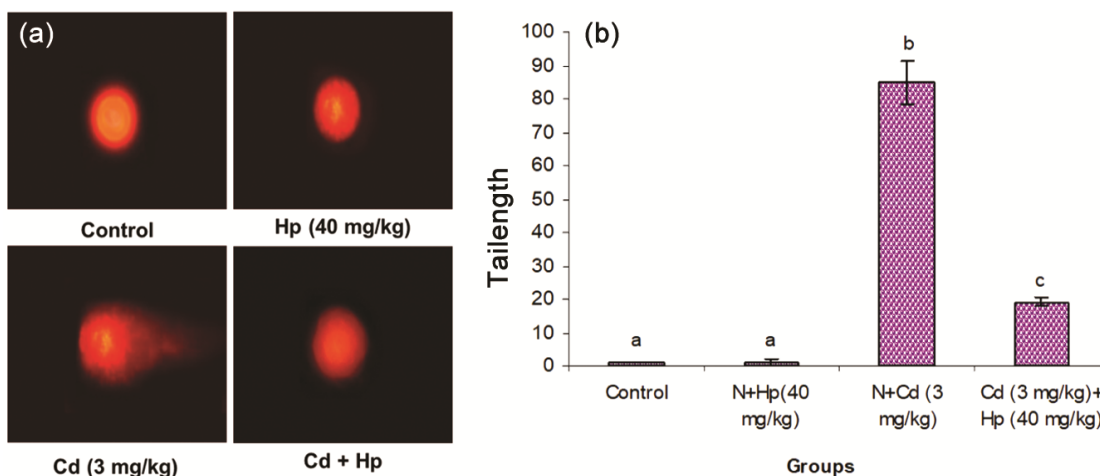 (a)
Control
Hp (40 mg/kg)
Cd (3 mg/kg)
Cd + Hp
(b)
Tailength
100
90
80
70
60
50
40
30
20
10
0
a
a
b
c
Control
N+Hp(40
mg/kg)
N+Cd (3
mg/kg)
Cd (3 mg/kg)+
Hp (40 mg/kg)
Groups